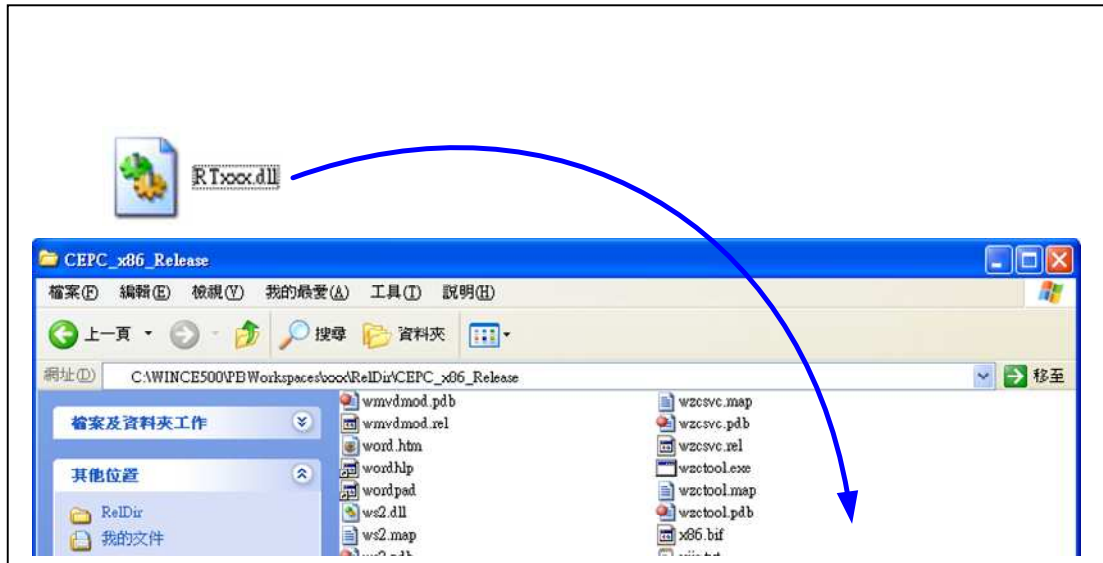 RTxxx.dll
CEPC_x86_Release
檔案(F) 編輯(E) 檢視(V) 我的最愛(A) 工具(T) 說明(H)
上一頁 搜尋 資料夾
網址(D) C:\WINCE500\PBWorkspaces\xxx\RelDir\CEPC_x86_Release 移至
檔案及資料夾工作
其他位置
RelDir
我的文件
wmvdmod.pdb
wmvdmod.rel
word.htm
wordhlp
wordpad
ws2.dll
ws2.map
ws2.pdb
wzcsvc.map
wzcsvc.pdb
wzcsvc.rel
wzctool.exe
wzctool.map
wzctool.pdb
x86.bif